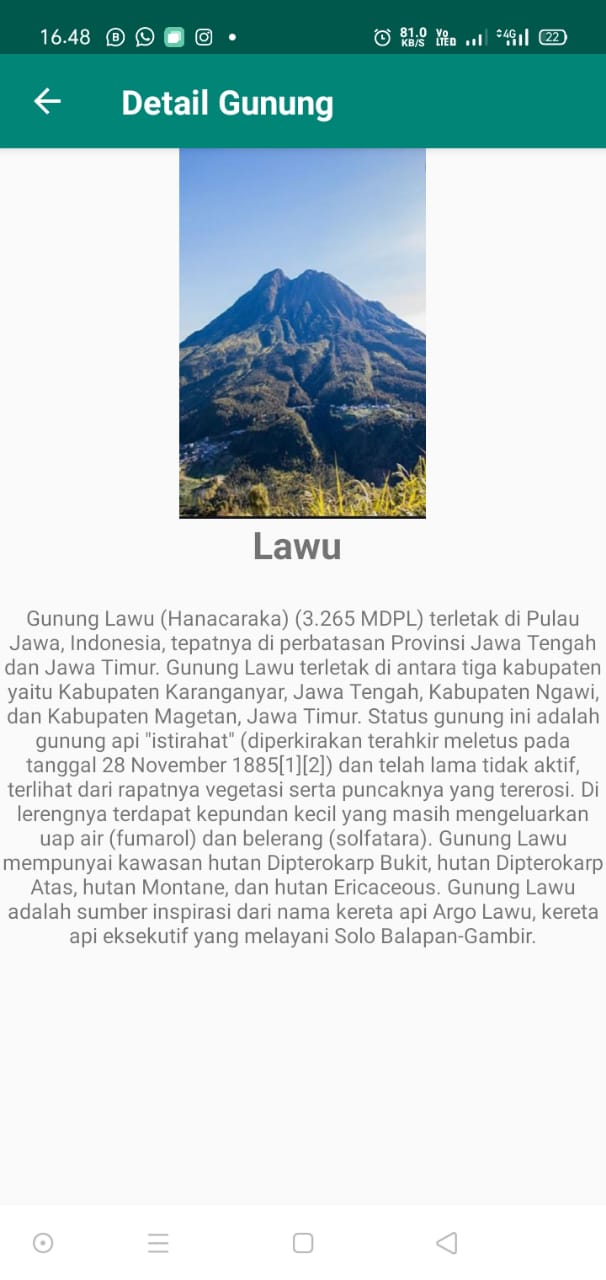 16.48
81.0
KB/S
Vo
LTED
4G
22
Detail Gunung
Lawu
Gunung Lawu (Hanacaraka) (3.265 MDPL) terletak di Pulau
Jawa, Indonesia, tepatnya di perbatasan Provinsi Jawa Tengah
dan Jawa Timur. Gunung Lawu terletak di antara tiga kabupaten
yaitu Kabupaten Karanganyar, Jawa Tengah, Kabupaten Ngawi,
dan Kabupaten Magetan, Jawa Timur. Status gunung ini adalah
gunung api "istirahat" (diperkirakan terahkir meletus pada
tanggal 28 November 1885[1][2]) dan telah lama tidak aktif,
terlihat dari rapatnya vegetasi serta puncaknya yang tererosi. Di
lerengnya terdapat kepundan kecil yang masih mengeluarkan
uap air (fumarol) dan belerang (solfatara). Gunung Lawu
mempunyai kawasan hutan Dipterokarp Bukit, hutan Dipterokarp
Atas, hutan Montane, dan hutan Ericaceous. Gunung Lawu
adalah sumber inspirasi dari nama kereta api Argo Lawu, kereta
api eksekutif yang melayani Solo Balapan-Gambir.